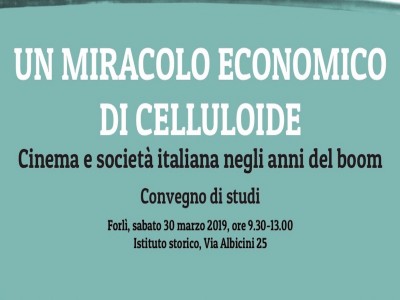 UN MIRACOLO ECONOMICO
DI CELLULOIDE
Cinema e società italiana negli anni del boom
Convegno di studi
Forlì, sabato 30 marzo 2019, ore 9.30-13.00
Istituto storico, Via Albicini 25